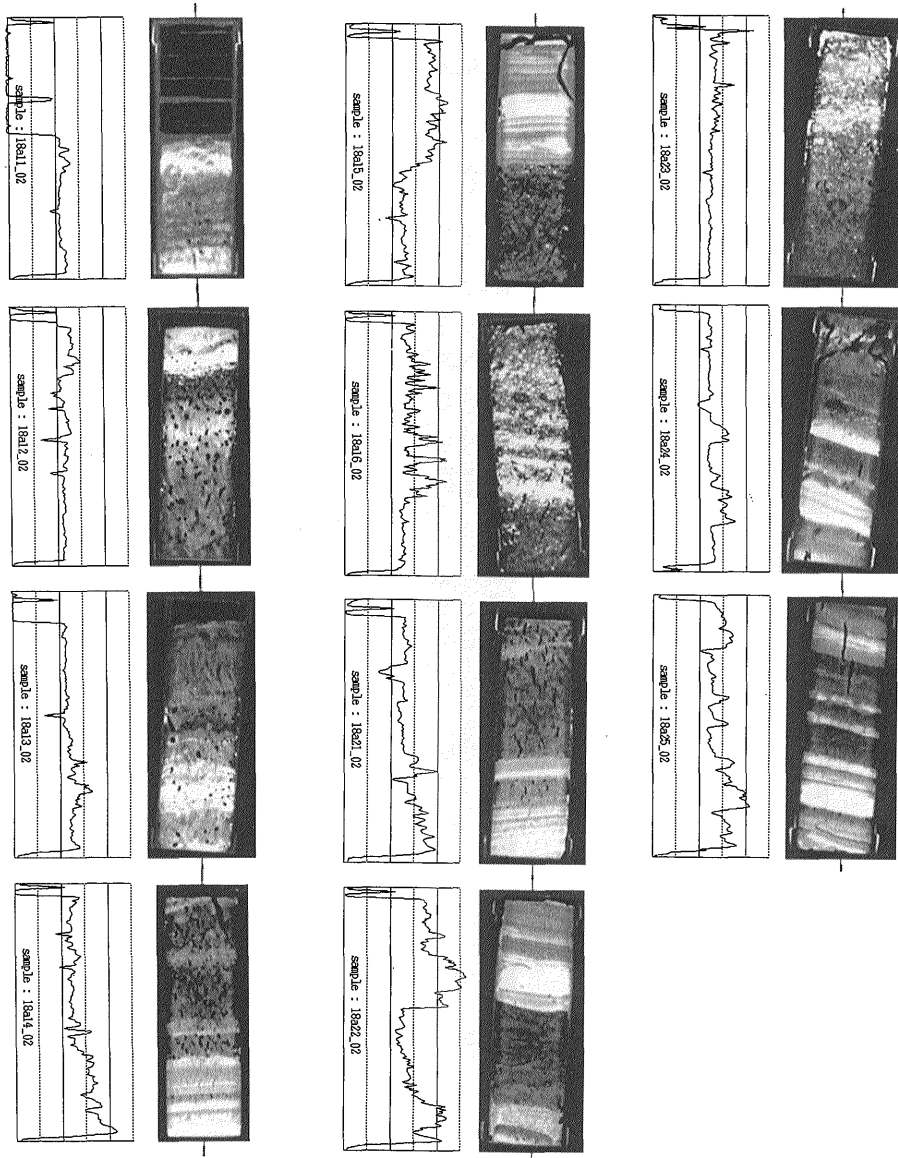 sample : 18a11_02
sample : 18a12_02
sample : 18a13_02
sample : 18a14_02
sample : 18a15_02
sample : 18a16_02
sample : 18a21_02
sample : 18a22_02
sample : 18a23_02
sample : 18a24_02
sample : 18a25_02